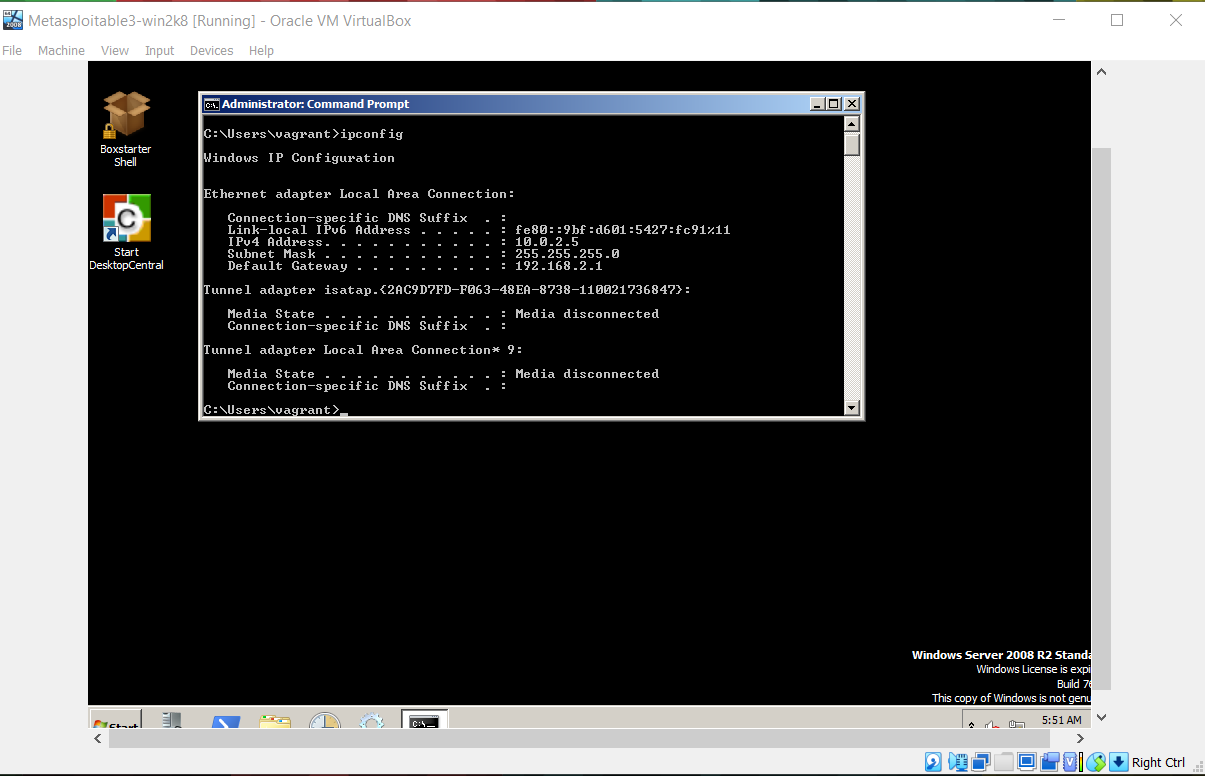 Metasploitable3-win2k8 [Running] - Oracle VM VirtualBox
File Machine View Input Devices Help
Boxstarter
Shell
Start
DesktopCentral
Administrator: Command Prompt
C:\Users\vagrant>ipconfig
Windows IP Configuration
Ethernet adapter Local Area Connection:
Connection-specific DNS Suffix . :
Link-local IPv6 Address . . . . . : fe80::9bf:d601:5427:fc91%11
IPv4 Address. . . . . . . . . . . : 10.0.2.5
Subnet Mask . . . . . . . . . . . : 255.255.255.0
Default Gateway . . . . . . . . . : 192.168.2.1
Tunnel adapter isatap.{2AC9D7FD-F063-48EA-8738-110021736847}:
Media State . . . . . . . . . . . : Media disconnected
Connection-specific DNS Suffix . :
Tunnel adapter Local Area Connection* 9:
Media State . . . . . . . . . . . : Media disconnected
Connection-specific DNS Suffix . :
C:\Users\vagrant>_
Windows Server 2008 R2 Standa
Windows License is expi
Build 76
This copy of Windows is not genu
Start
5:51 AM
Right Ctrl